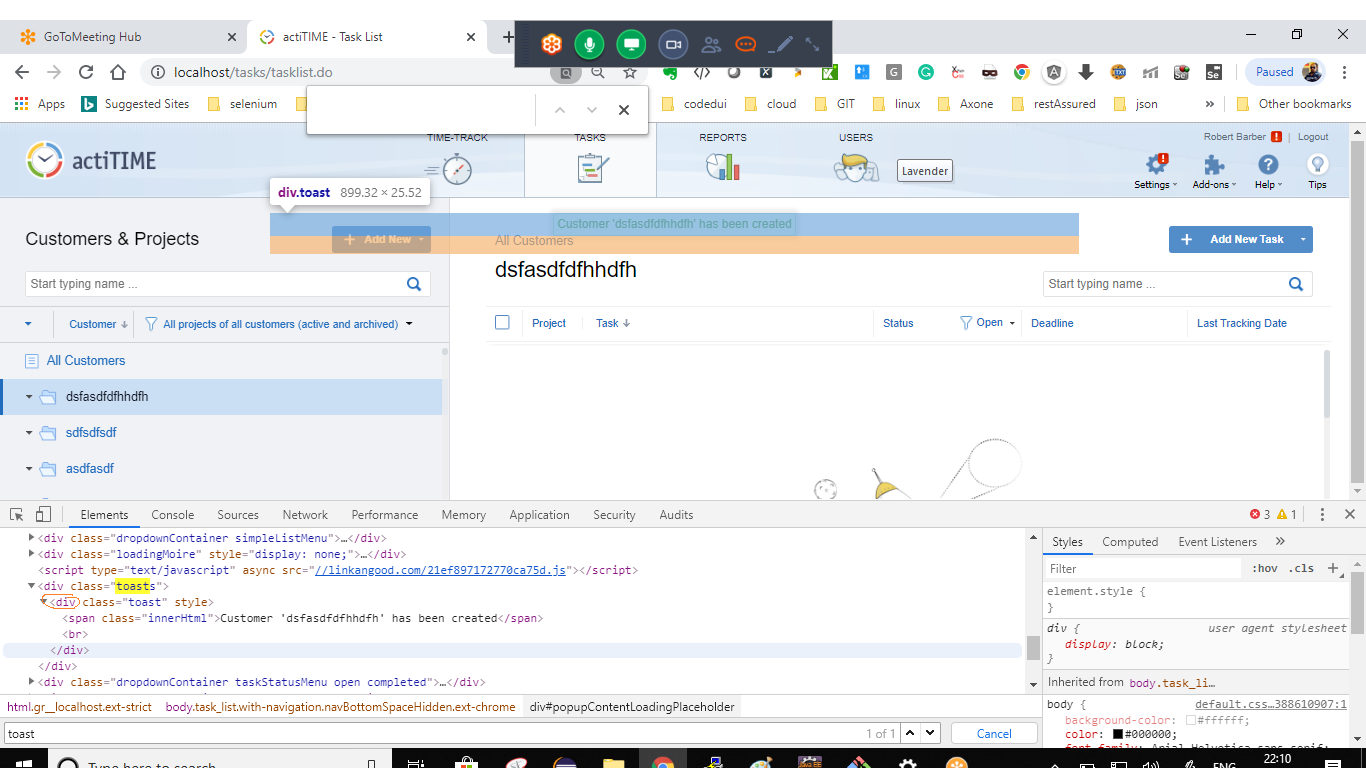 GoToMeeting Hub
actiTIME - Task List
localhost/tasks/tasklist.do
Paused
Apps
Suggested Sites
selenium
codedui
cloud
GIT
linux
Axone
restAssured
json
»
Other bookmarks
actiTIME
TIME-TRACK
TASKS
REPORTS
USERS
Lavender
Robert Barber
Logout
Settings
Add-ons
Help
Tips
div.toast 899.32 × 25.52
Customer 'dsfasdfdfhhdfh' has been created
Customers & Projects
+ Add New
All Customers
+ Add New Task
dsfasdfdfhhdfh
Start typing name ...
Start typing name ...
Customer
All projects of all customers (active and archived)
Project
Task
Status
Open
Deadline
Last Tracking Date
All Customers
dsfasdfdfhhdfh
sdfsdfsdf
asdfasdf
Elements Console Sources Network Performance Memory Application Security Audits
3 1
<div class="dropdownContainer simpleListMenu">…</div>
<div class="loadingMoire" style="display: none;">…</div>
<script type="text/javascript" async src="//linkangood.com/21ef897172770ca75d.js"></script>
<div class="toasts">
<div class="toast" style>
<span class="innerHtml">Customer 'dsfasdfdfhhdfh' has been created</span>
<br>
</div>
</div>
<div class="dropdownContainer taskStatusMenu open completed">…</div>
html.gr__localhost.ext-strict body.task_list.with-navigation.navBottomSpaceHidden.ext-chrome div#popupContentLoadingPlaceholder
toast
1 of 1
Cancel
Styles Computed Event Listeners »
Filter
:hov .cls +
element.style {
}
div { user agent stylesheet
display: block;
}
Inherited from body.task_li…
body { default.css…388610907:1
background-color: #ffffff;
color: #000000;
font-family: Arial,Helvetica,sans-serif;
Type here to search
ENG
22:10